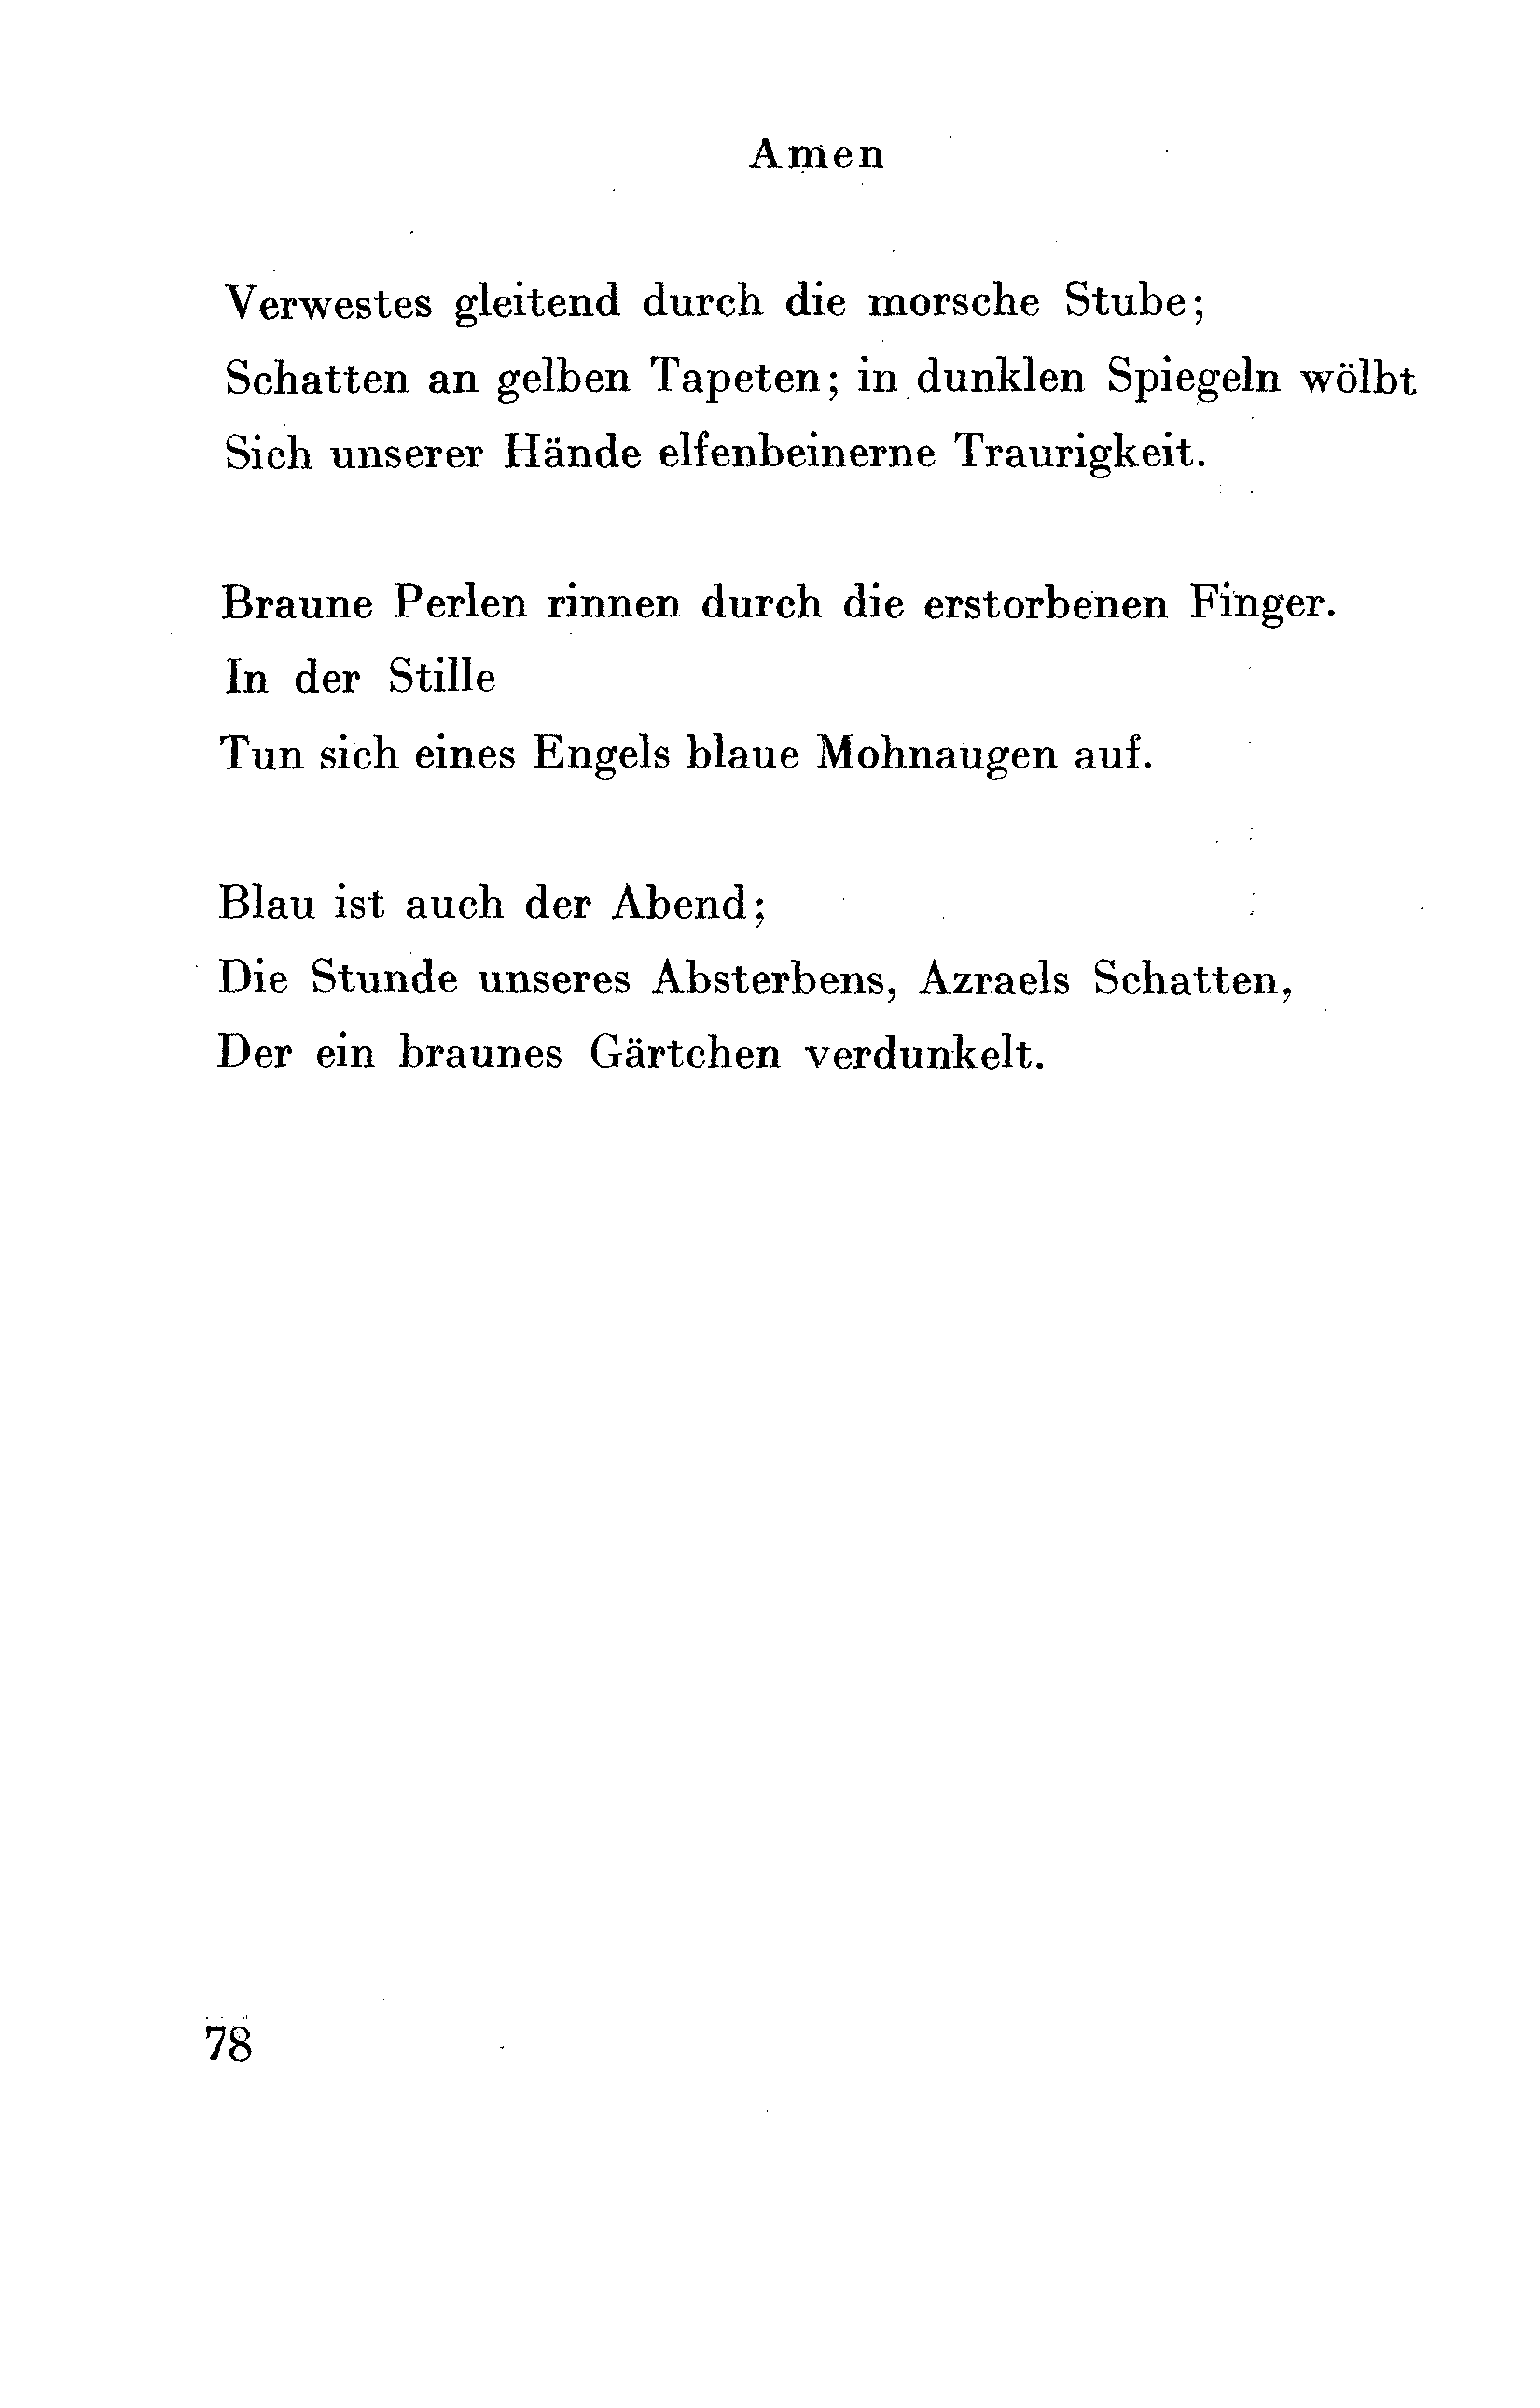 Amen
Verwestes gleitend durch die morsche Stube;
Schatten an gelben Tapeten; in dunklen Spiegeln wölbt
Sich unserer Hände elfenbeinerne Traurigkeit.
Braune Perlen rinnen durch die erstorbenen Finger.
In der Stille
Tun sich eines Engels blaue Mohnaugen auf.
Blau ist auch der Abend;
Die Stunde unseres Absterbens, Azraels Schatten,
Der ein braunes Gärtchen verdunkelt.
78